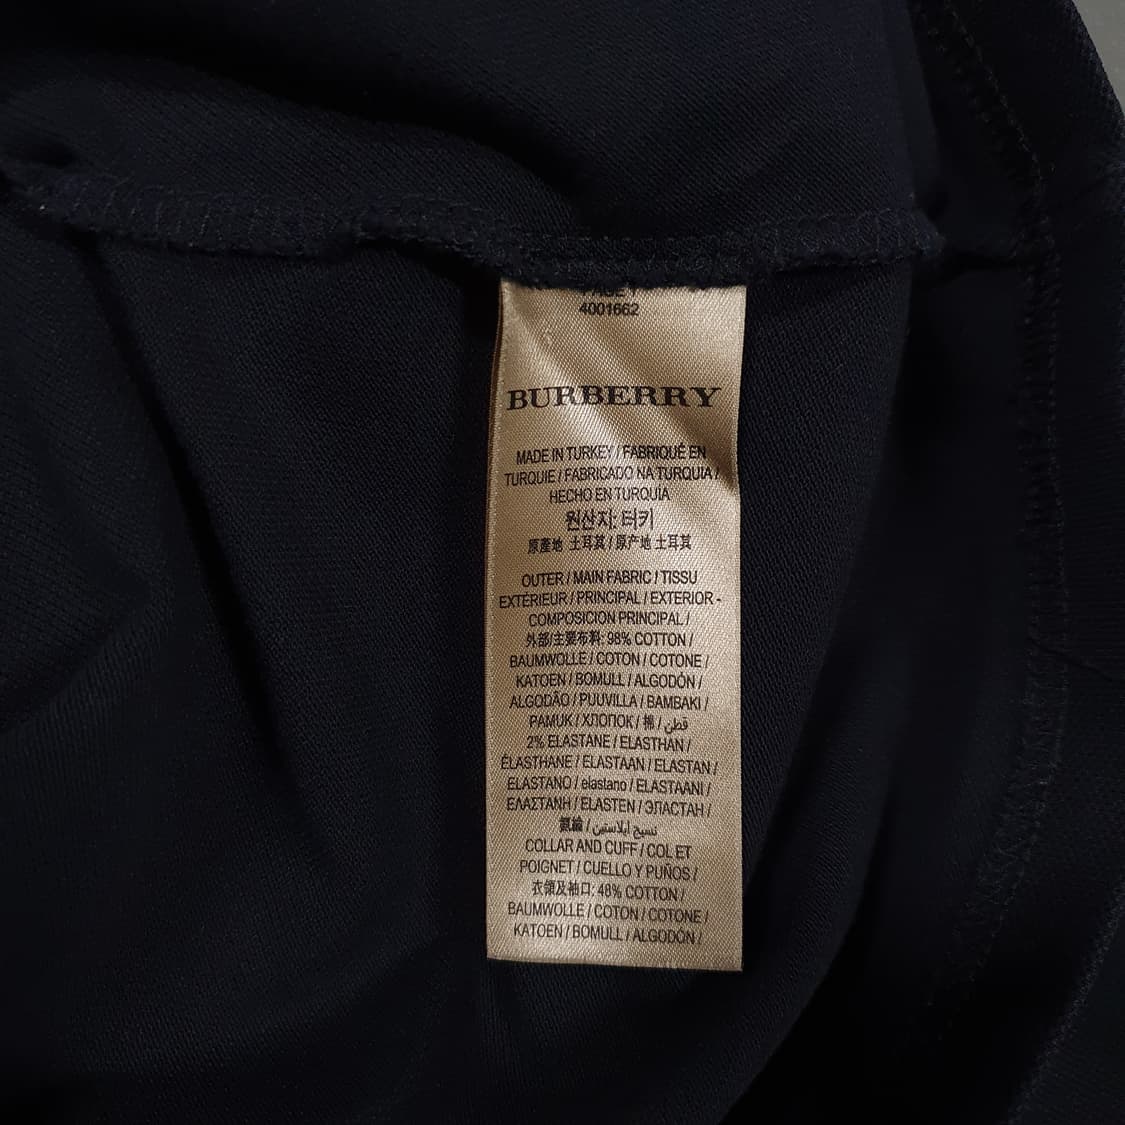 4001662
BURBERRY
MADE IN TURKEY / FABRIQUÉ EN
TURQUIE / FABRICADO NA TURQUIA /
HECHO EN TURQUÍA
원산지: 터키
原產地 土耳其 / 原产地 土耳其
OUTER / MAIN FABRIC / TISSU
EXTÉRIEUR / PRINCIPAL / EXTERIOR -
COMPOSICION PRINCIPAL /
外部/主要布料: 98% COTTON /
BAUMWOLLE / COTON / COTONE /
KATOEN / BOMULL / ALGODÓN /
ALGODÃO / PUUVILLA / BAMBAKI /
PAMUK / ХЛОПОК / 棉 / قطن
2% ELASTANE / ELASTHAN /
ÉLASTHANE / ELASTAAN / ELASTAN /
ELASTANO / elastano / ELASTAANI /
ΕΛΑΣΤΑΝΗ / ELASTEN / ЭЛАСТАН /
氨綸 / نسيج ايلاستين
COLLAR AND CUFF / COL ET
POIGNET / CUELLO Y PUÑOS /
衣領及袖口: 48% COTTON /
BAUMWOLLE / COTON / COTONE /
KATOEN / BOMULL / ALGODÓN /